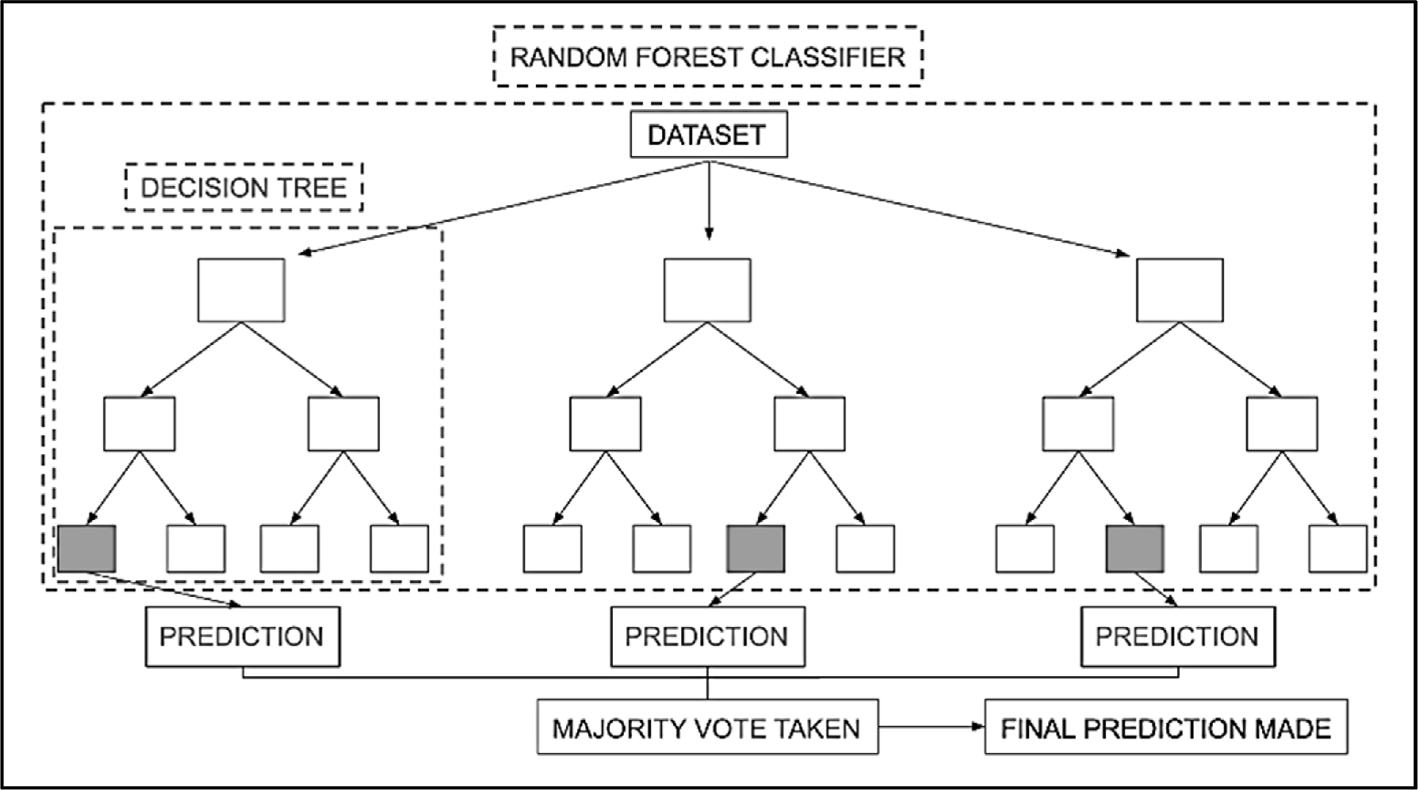 RANDOM FOREST CLASSIFIER
DATASET
DECISION TREE
PREDICTION
PREDICTION
PREDICTION
MAJORITY VOTE TAKEN
FINAL PREDICTION MADE